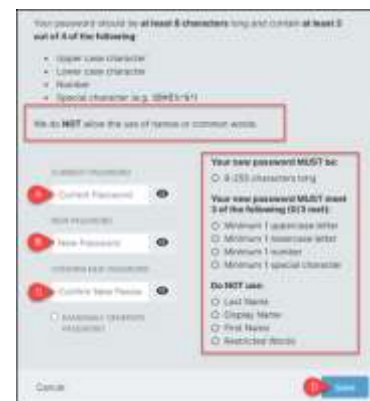 Your password should be at least 8 characters long and contain at least 3
out of 4 of the following:
Upper case character
Lower case character
Number
Special character (e.g.
We do NOT allow the use of names or common words.
CURRENT PASSWORD
A Current Password
NEW PASSWORD
B New Password
CONFIRM NEW PASSWORD
Confirm New Passw
RANDOMLY GENERATE
PASSWORD
Your new password MUST be:
8-255 characters long
Your new password MUST meet
3 of the following (0/3 met):
Minimum 1 uppercase letter
Minimum 1 lowercase letter
Minimum 1 number
Minimum 1 special character
Do NOT use:
Last Name
Display Name
First Name
Restricted Words
Cancel
D Save